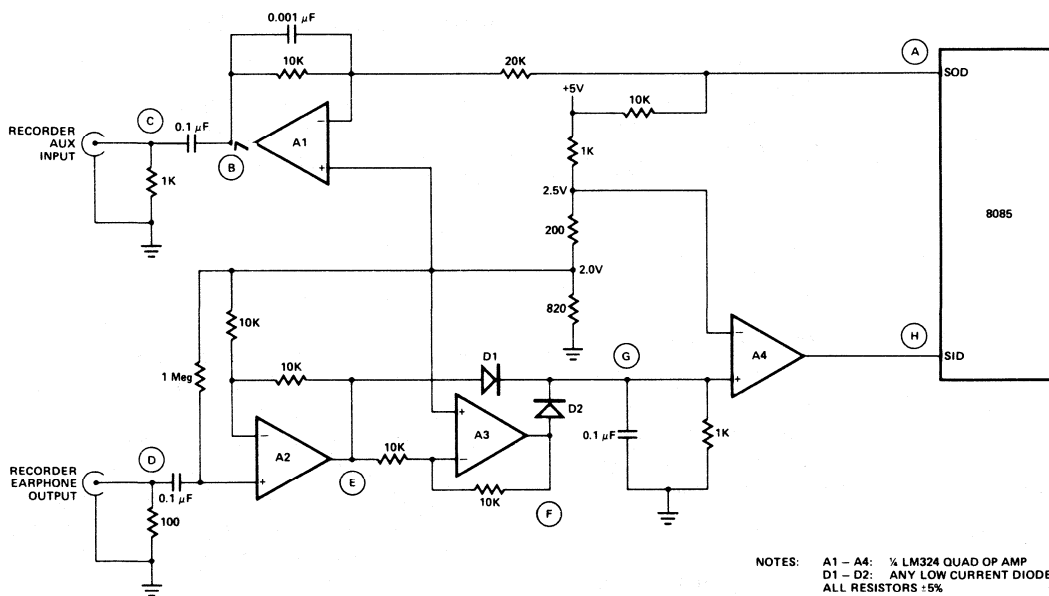 0.001 µF
A
10K
20K
SOD
+5V
10K
C
0.1 µF
RECORDER
AUX
INPUT
A1
−
+
1K
B
1K
2.5V
8085
200
2.0V
820
10K
G
H
D1
A4
−
+
SID
1 Meg
10K
D2
A3
+
−
0.1 µF
1K
D
A2
−
+
10K
RECORDER
EARPHONE
OUTPUT
0.1 µF
E
10K
F
100
NOTES: A1 – A4: ¼ LM324 QUAD OP AMP
D1 – D2: ANY LOW CURRENT DIODE
ALL RESISTORS ±5%